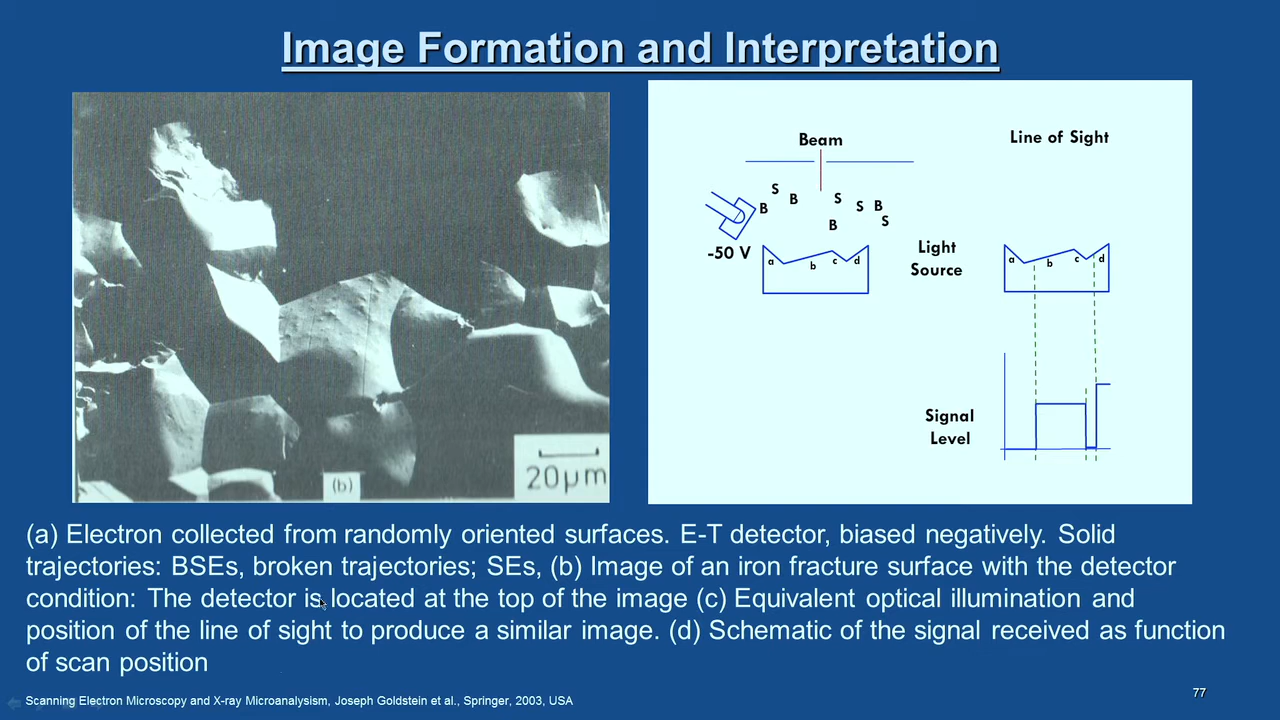 Image Formation and Interpretation
(b)
20µm
Beam
Line of Sight
S
B
S
B
S
B
B
S
-50 V
a
b
c
d
Light
Source
a
b
c
d
Signal
Level
(a) Electron collected from randomly oriented surfaces. E-T detector, biased negatively. Solid
trajectories: BSEs, broken trajectories; SEs, (b) Image of an iron fracture surface with the detector
condition: The detector is located at the top of the image (c) Equivalent optical illumination and
position of the line of sight to produce a similar image. (d) Schematic of the signal received as function
of scan position
Scanning Electron Microscopy and X-ray Microanalysism, Joseph Goldstein et al., Springer, 2003, USA
77